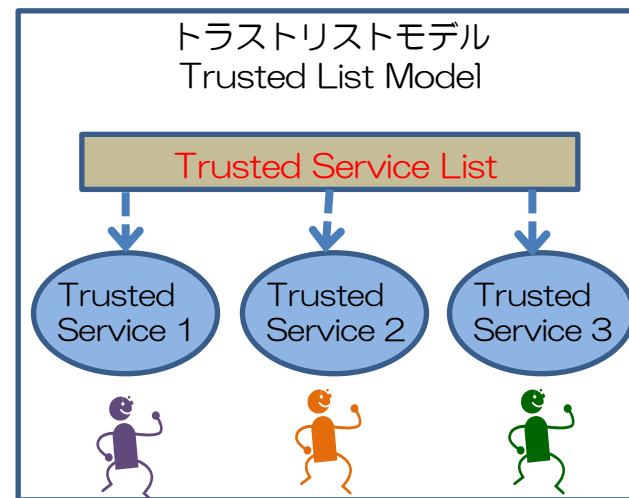 トラストリストモデル
Trusted List Model
Trusted Service List
Trusted
Service 1
Trusted
Service 2
Trusted
Service 3